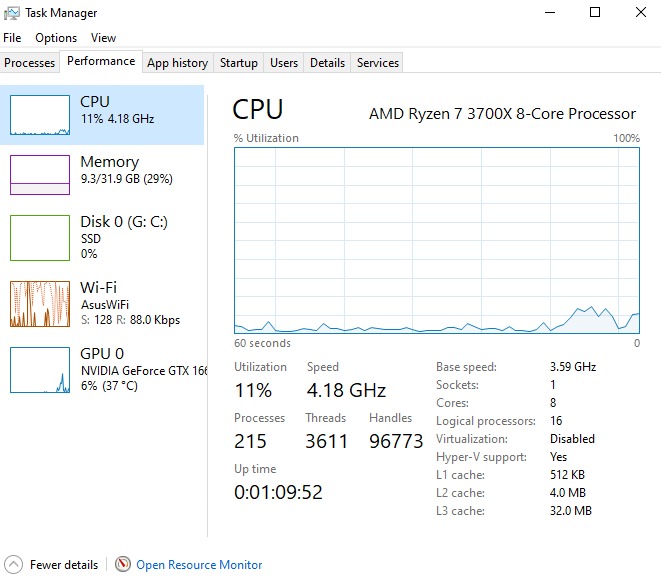 Task Manager
File Options View
Processes Performance App history Startup Users Details Services
CPU
11% 4.18 GHz
Memory
9.3/31.9 GB (29%)
Disk 0 (G: C:)
SSD
0%
Wi-Fi
AsusWiFi
S: 128 R: 88.0 Kbps
GPU 0
NVIDIA GeForce GTX 166
6% (37 °C)
CPU AMD Ryzen 7 3700X 8-Core Processor
% Utilization 100%
60 seconds 0
Utilization Speed
11% 4.18 GHz
Processes Threads Handles
215 3611 96773
Up time
0:01:09:52
Base speed: 3.59 GHz
Sockets: 1
Cores: 8
Logical processors: 16
Virtualization: Disabled
Hyper-V support: Yes
L1 cache: 512 KB
L2 cache: 4.0 MB
L3 cache: 32.0 MB
Fewer details Open Resource Monitor